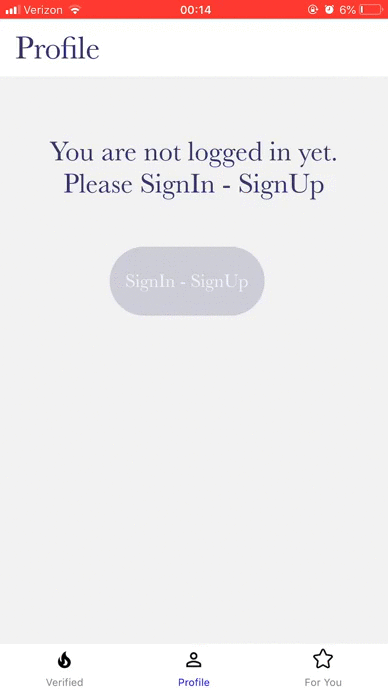 Verizon 00:14 6%
Profile
You are not logged in yet.
Please SignIn - SignUp
SignIn - SignUp
Verified Profile For You